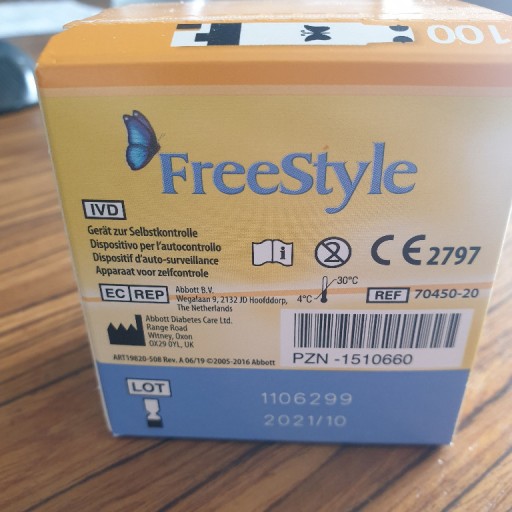 100
FreeStyle
IVD
Gerät zur Selbstkontrolle
Dispositivo per l'autocontrollo
Dispositif d'auto-surveillance
Apparaat voor zelfcontrole
i
2
CE 2797
EC REP
Abbott B.V.
Wegalaan 9, 2132 JD Hoofddorp,
The Netherlands
4°C
30°C
REF 70450-20
Abbott Diabetes Care Ltd.
Range Road
Witney, Oxon
OX29 0YL, UK
PZN -1510660
ART19820-508 Rev. A 06/19 ©2005-2016 Abbott
LOT
1106299
2021/10